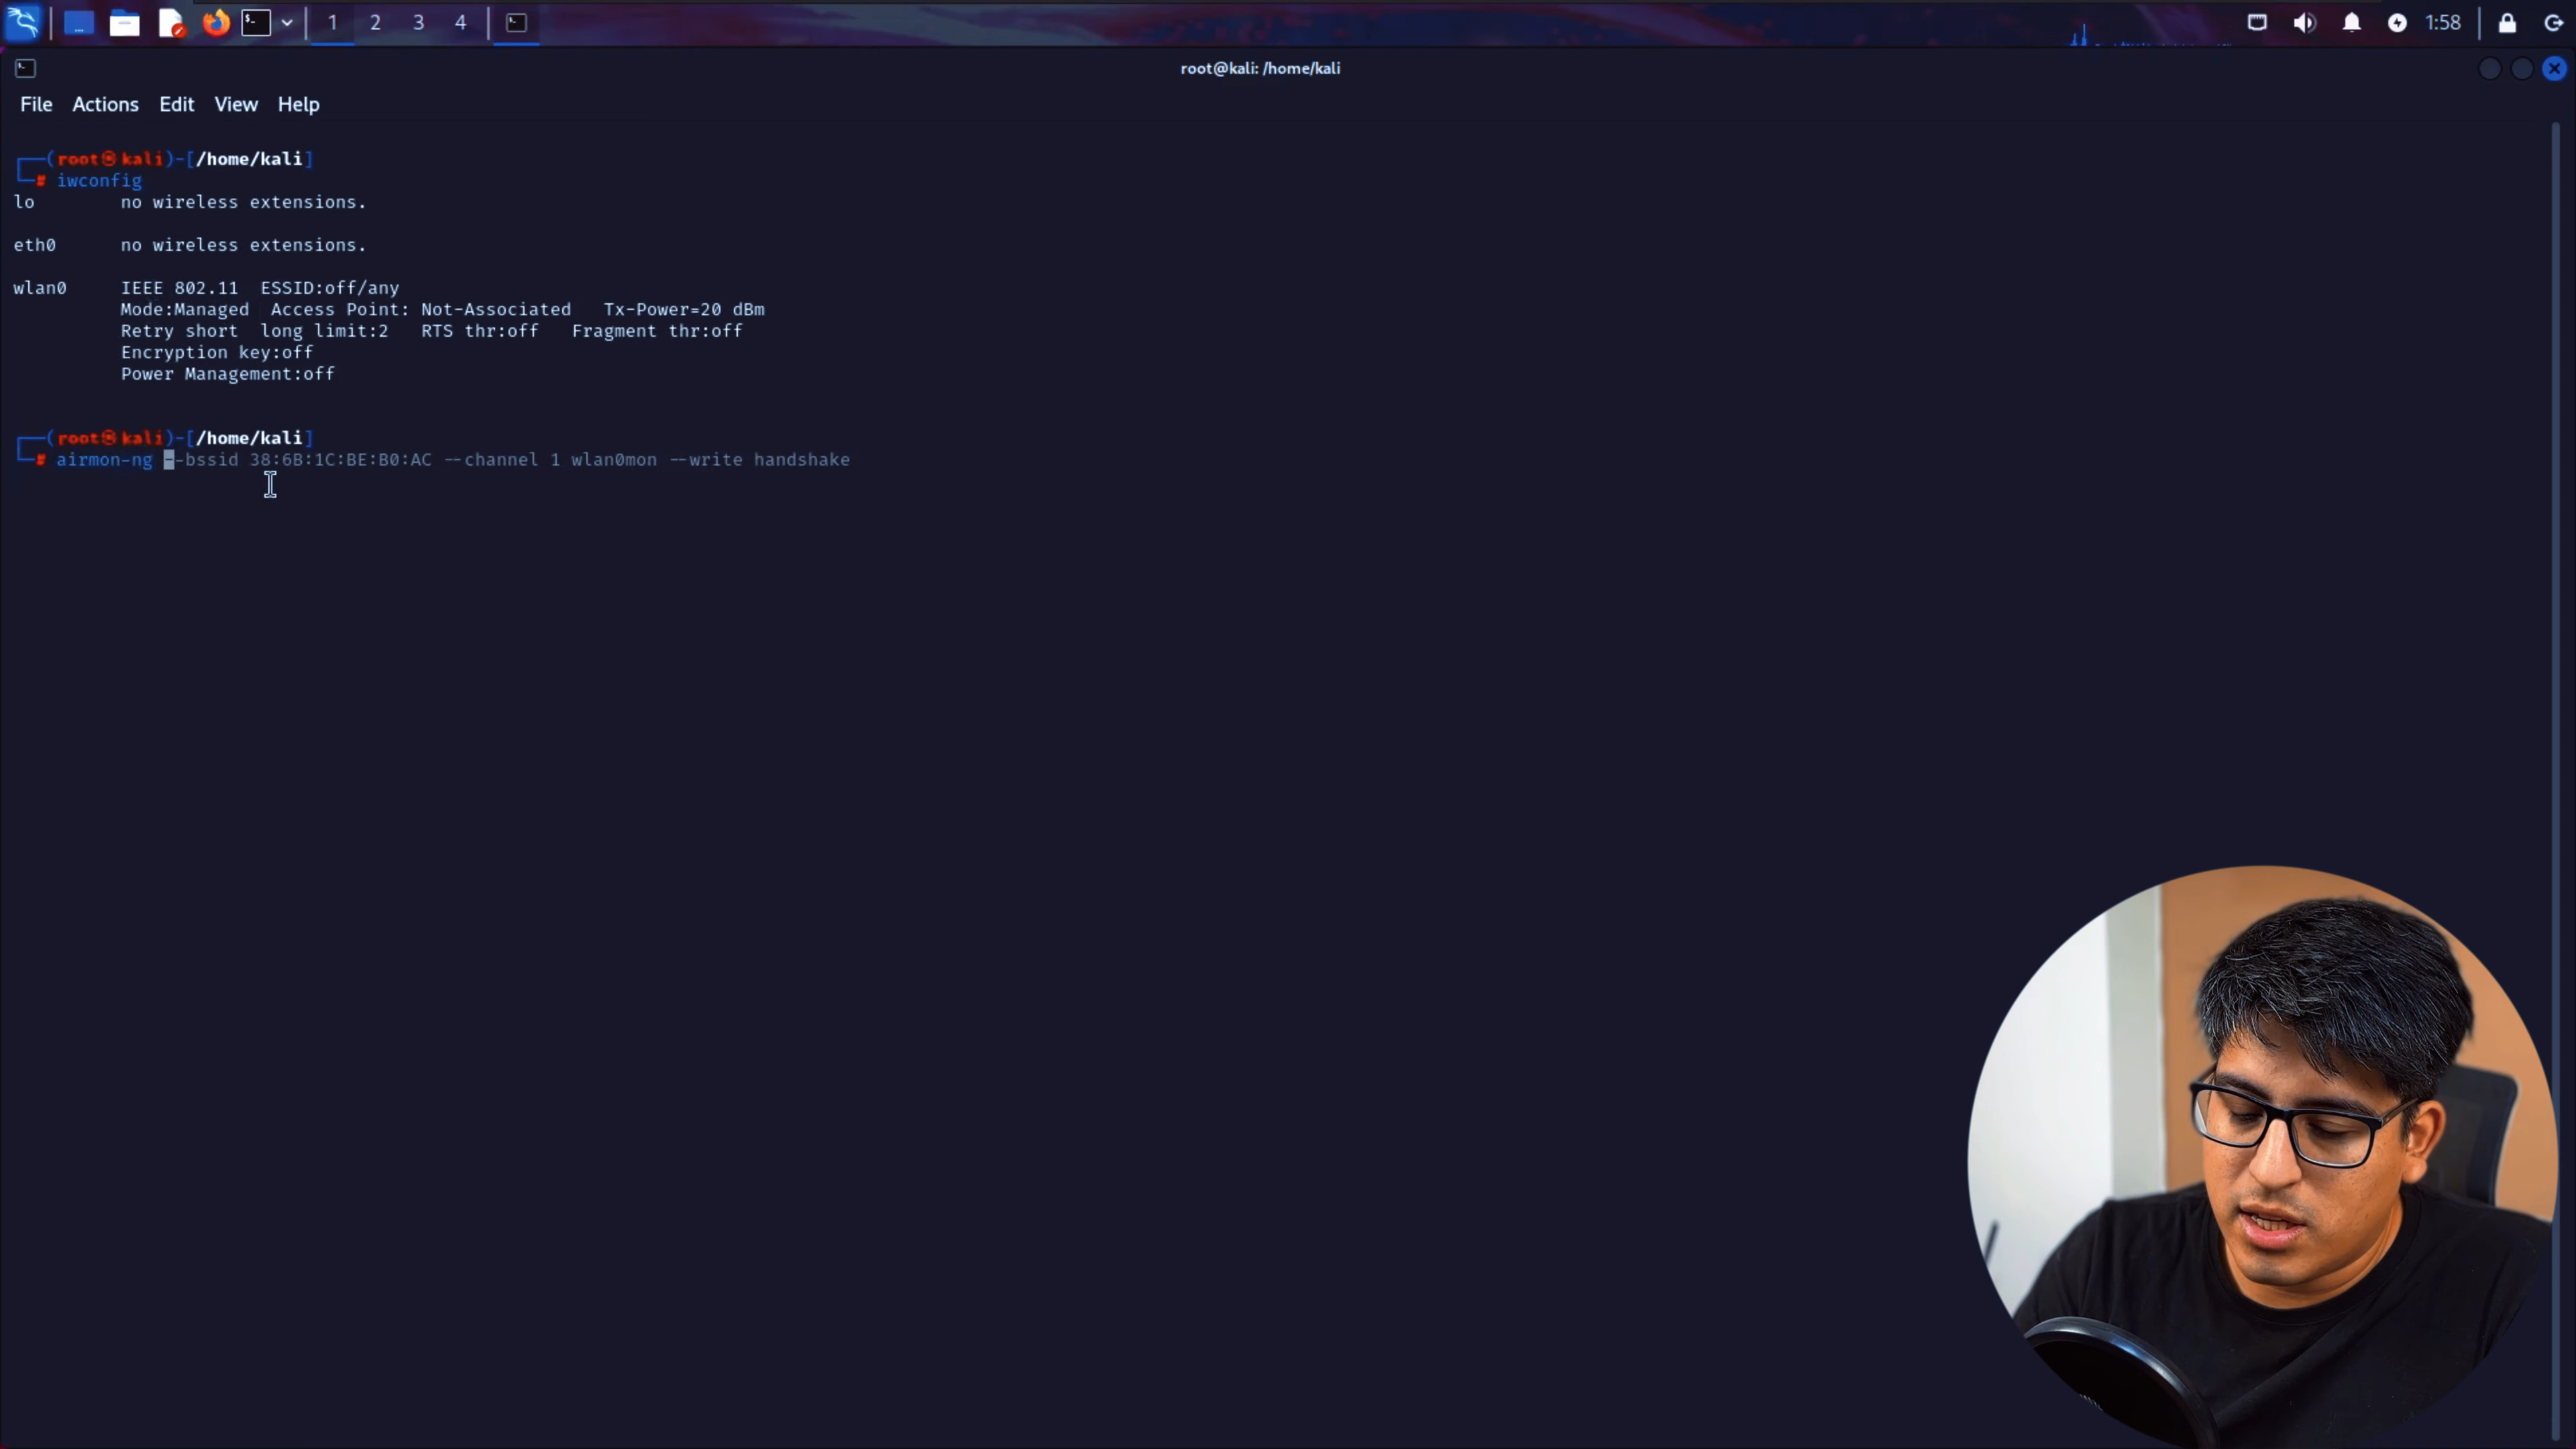 1 2 3 4 1:58
root@kali: /home/kali
File Actions Edit View Help
┌──(root㉿kali)-[/home/kali]
└─# iwconfig
lo no wireless extensions.
eth0 no wireless extensions.
wlan0 IEEE 802.11 ESSID:off/any
Mode:Managed Access Point: Not-Associated Tx-Power=20 dBm
Retry short long limit:2 RTS thr:off Fragment thr:off
Encryption key:off
Power Management:off
┌──(root㉿kali)-[/home/kali]
└─# airmon-ng --bssid 38:6B:1C:BE:B0:AC --channel 1 wlan0mon --write handshake